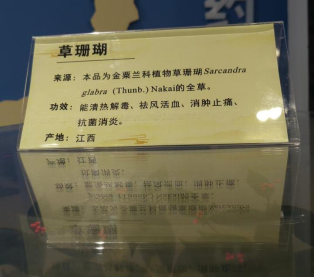 草珊瑚
来源：本品为金粟兰科植物草珊瑚Sarcandra
glabra (Thunb.) Nakai的全草。
功效：能清热解毒、祛风活血、消肿止痛、
抗菌消炎。
产地：江西